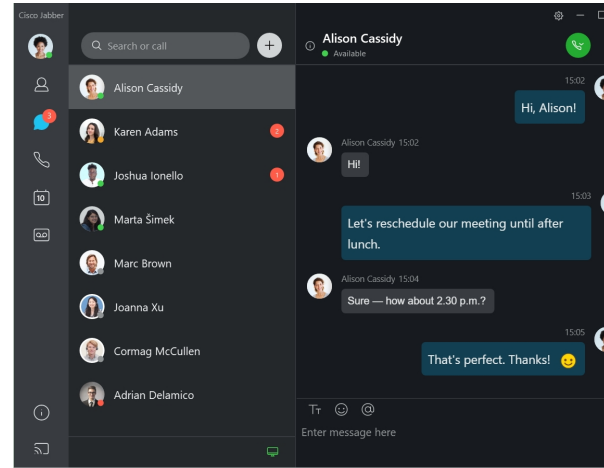 Cisco Jabber
Search or call
3
10
Alison Cassidy
Karen Adams
2
Joshua Ionello
1
Marta Šimek
Marc Brown
Joanna Xu
Cormag McCullen
Adrian Delamico
Alison Cassidy
Available
15:02
Hi, Alison!
Alison Cassidy 15:02
Hi!
15:03
Let's reschedule our meeting until after
lunch.
Alison Cassidy 15:04
Sure — how about 2.30 p.m.?
15:05
That's perfect. Thanks!
TT @
Enter message here